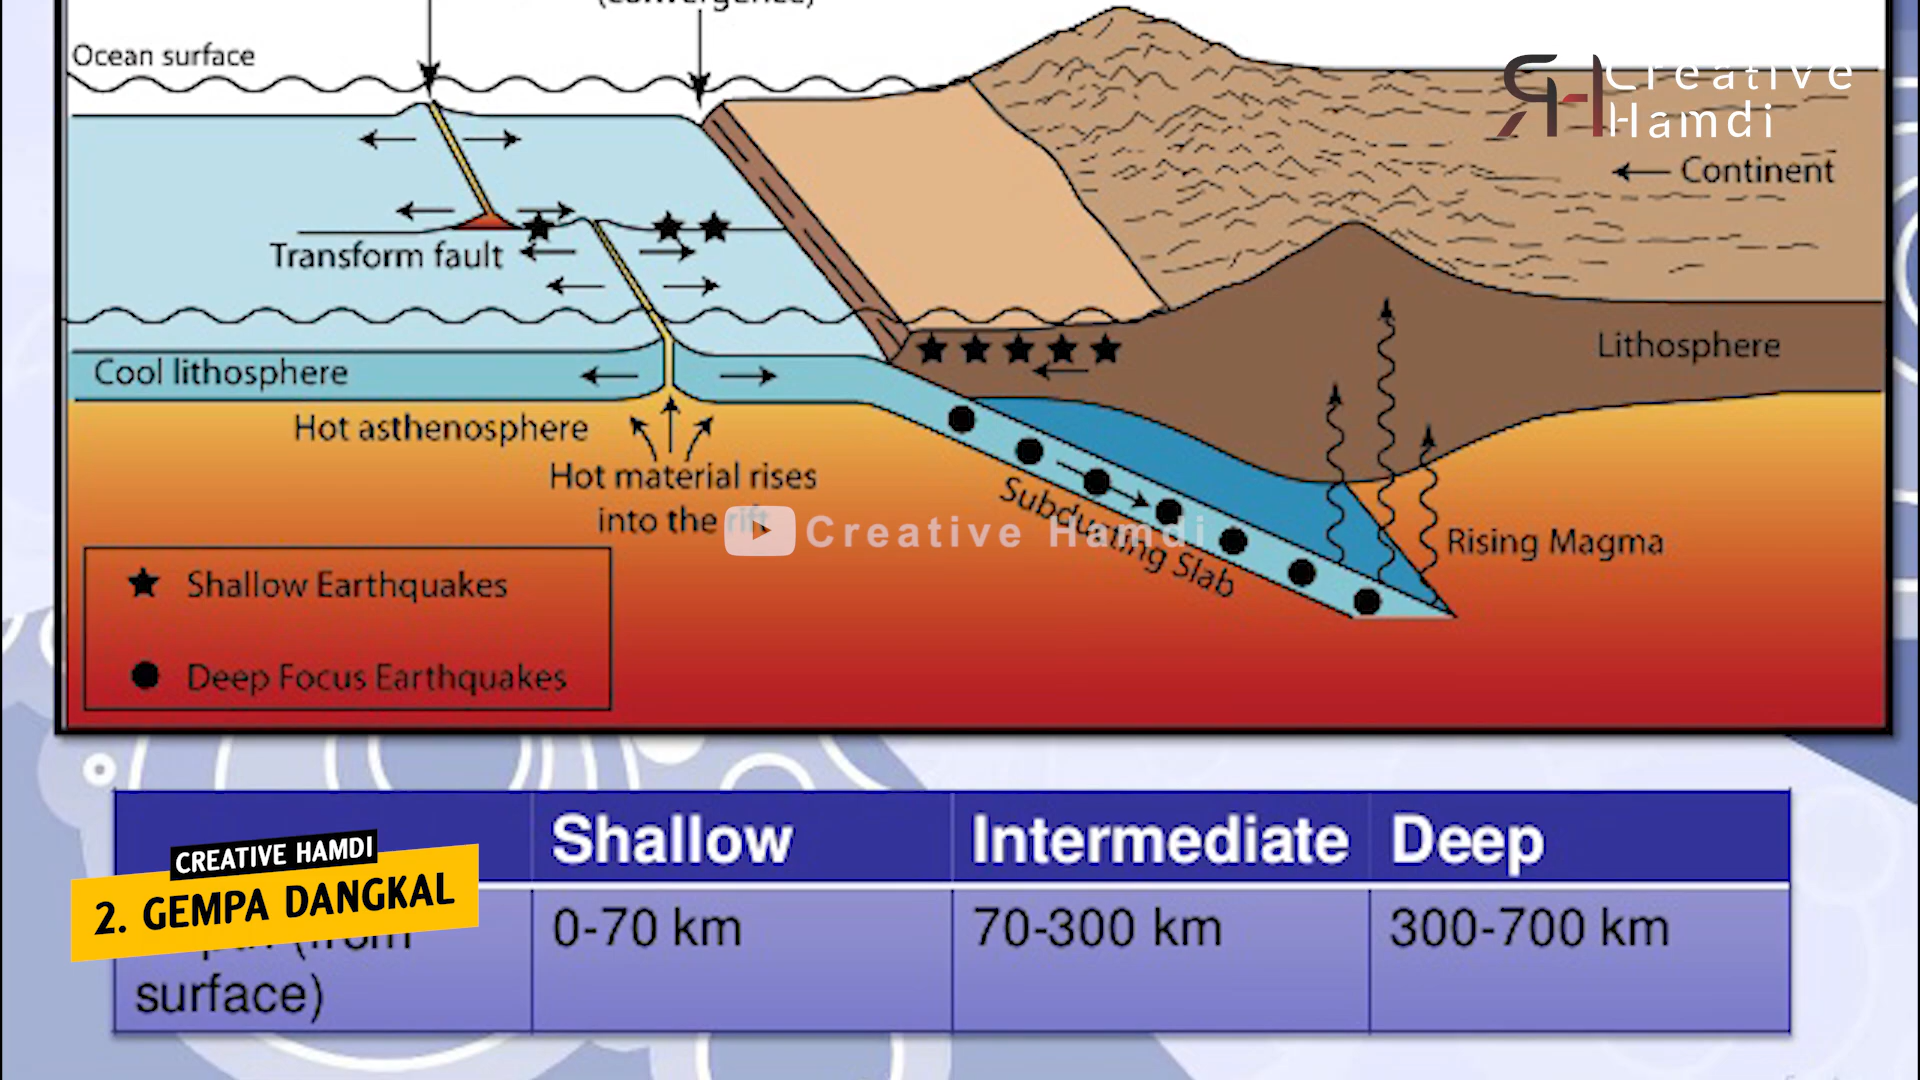 (convergence)
Ocean surface
Creative
Hamdi
Continent
Transform fault
Lithosphere
Cool lithosphere
Hot asthenosphere
Hot material rises
into the rift
Creative Hamdi
Subducting Slab
Rising Magma
Shallow Earthquakes
Deep Focus Earthquakes
Shallow Intermediate Deep
CREATIVE HAMDI
2. GEMPA DANGKAL
(from
surface)
0-70 km 70-300 km 300-700 km